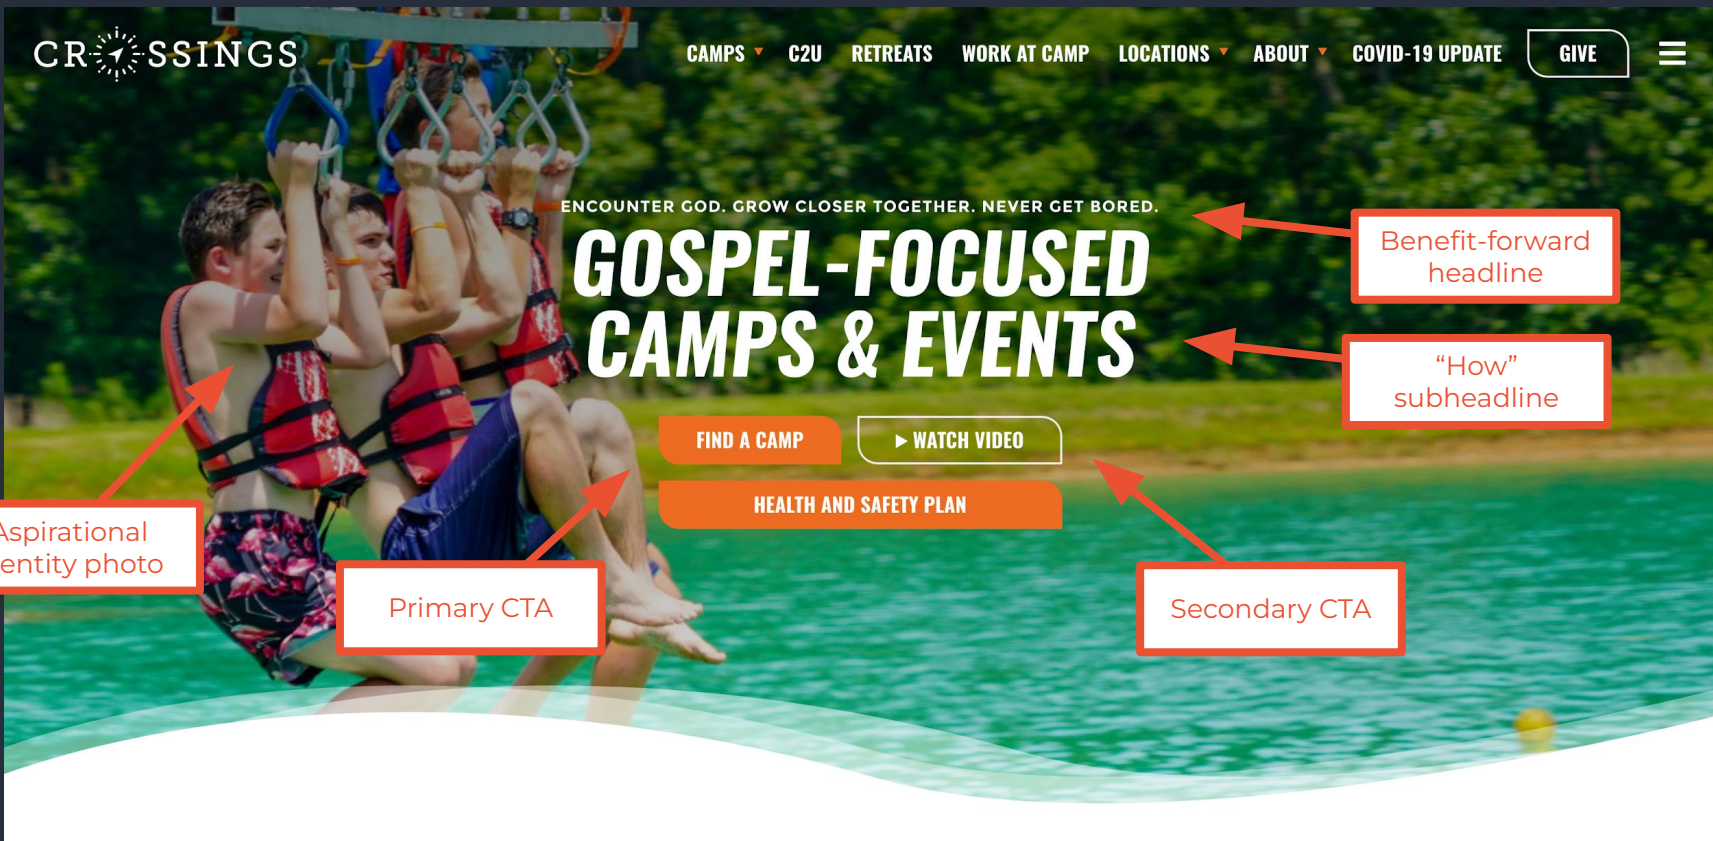 CROSSINGS
CAMPS ▼ C2U RETREATS WORK AT CAMP LOCATIONS ▼ ABOUT ▼ COVID-19 UPDATE GIVE
ENCOUNTER GOD. GROW CLOSER TOGETHER. NEVER GET BORED.
GOSPEL-FOCUSED
CAMPS & EVENTS
FIND A CAMP
▶ WATCH VIDEO
HEALTH AND SAFETY PLAN
Benefit-forward
headline
“How”
subheadline
Aspirational
entity photo
Primary CTA
Secondary CTA